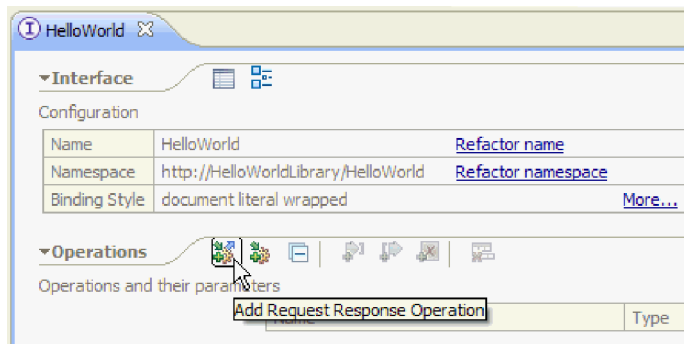 HelloWorld
Interface
Configuration
Name HelloWorld Refactor name
Namespace http://HelloWorldLibrary/HelloWorld Refactor namespace
Binding Style document literal wrapped More...
Operations
Operations and their parameters
Add Request Response Operation
Name Type